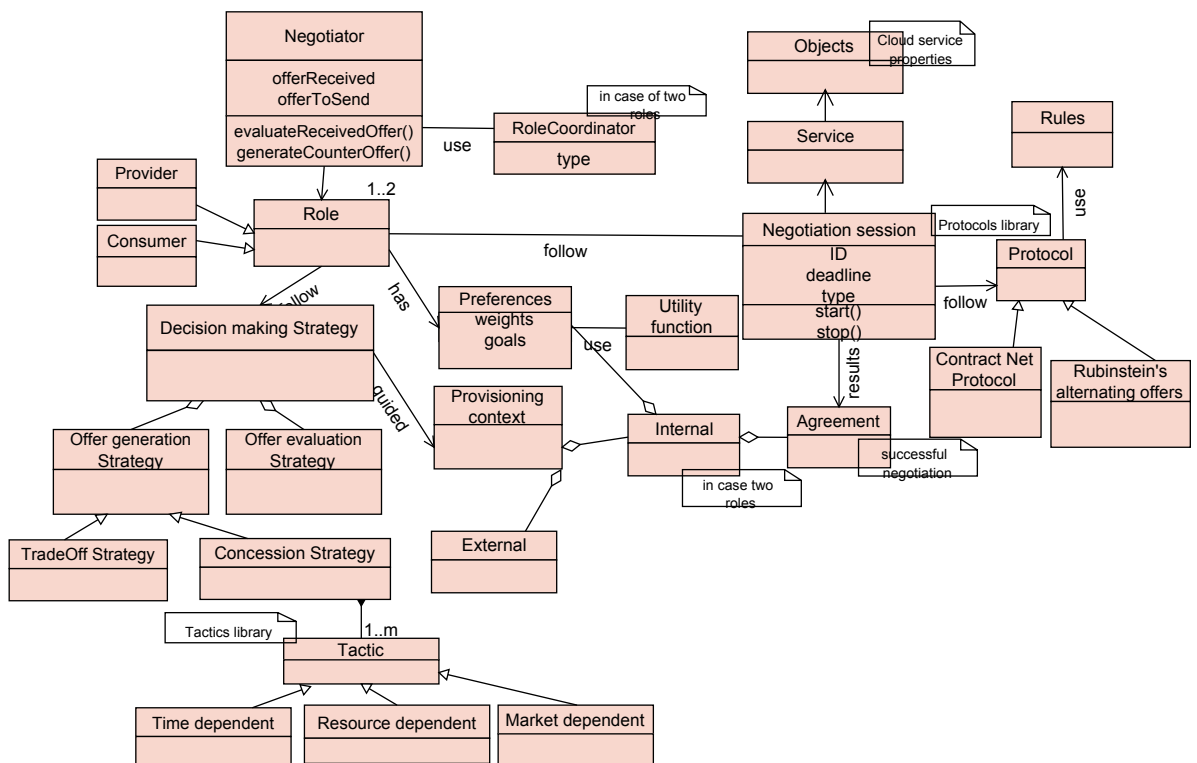 Negotiator
offerReceived
offerToSend
evaluateReceivedOffer()
generateCounterOffer()
use
in case of two
roles
RoleCoordinator
type
Objects
Cloud service
properties
Service
Rules
use
Provider
Consumer
1..2
Role
follow
Negotiation session
ID
deadline
type
start()
stop()
Protocols library
Protocol
follow
follow
has
Decision making Strategy
Preferences
weights
goals
use
Utility
function
results
Contract Net
Protocol
Rubinstein's
alternating offers
guided
Provisioning
context
Internal
Agreement
successful
negotiation
in case two
roles
Offer generation
Strategy
Offer evaluation
Strategy
External
TradeOff Strategy
Concession Strategy
Tactics library
1..m
Tactic
Time dependent
Resource dependent
Market dependent